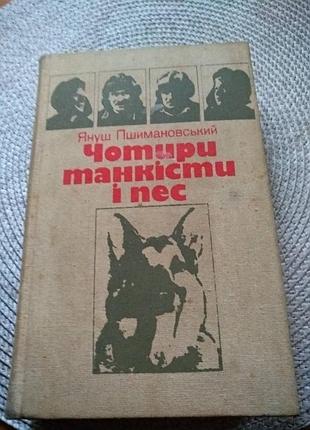 Януш Пшимановський
Чотири
танкісти
і пес